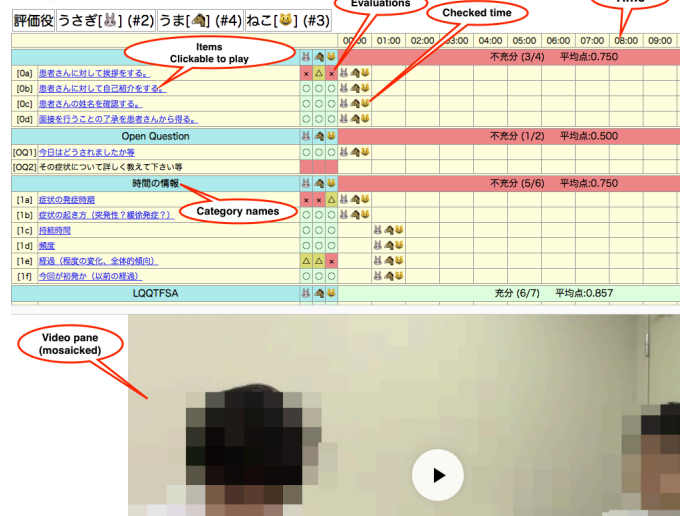 Evaluations
Checked time
Time
評価役 うさぎ[🐰] (#2) うま[🐴] (#4) ねこ[😺] (#3)
00:00 01:00 02:00 03:00 04:00 05:00 06:00 07:00 08:00 09:00
Items
Clickable to play
不充分 (3/4) 平均点:0.750
[0a] 患者さんに対して挨拶をする。 × △ ×
[0b] 患者さんに対して自己紹介をする。 ○ ○ ○
[0c] 患者さんの姓名を確認する。 ○ ○ ○
[0d] 面接を行うことの了承を患者さんから得る。 ○ ○ ○
Open Question 不充分 (1/2) 平均点:0.500
[OQ1] 今日はどうされましたか等 ○ ○ ○
[OQ2] その症状について詳しく教えて下さい等
時間の情報 不充分 (5/6) 平均点:0.750
[1a] 症状の発症時期 × × △
[1b] 症状の起き方（突発性？緩徐発症？） ○ ○ ○
Category names
[1c] 持続時間 ○ ○ ○
[1d] 頻度 ○ ○ ○
[1e] 経過（程度の変化、全体的傾向） △ △ ×
[1f] 今回が初発か（以前の経過） ○ ○ ○
LQQTFSA 充分 (6/7) 平均点:0.857
Video pane
(mosaicked)